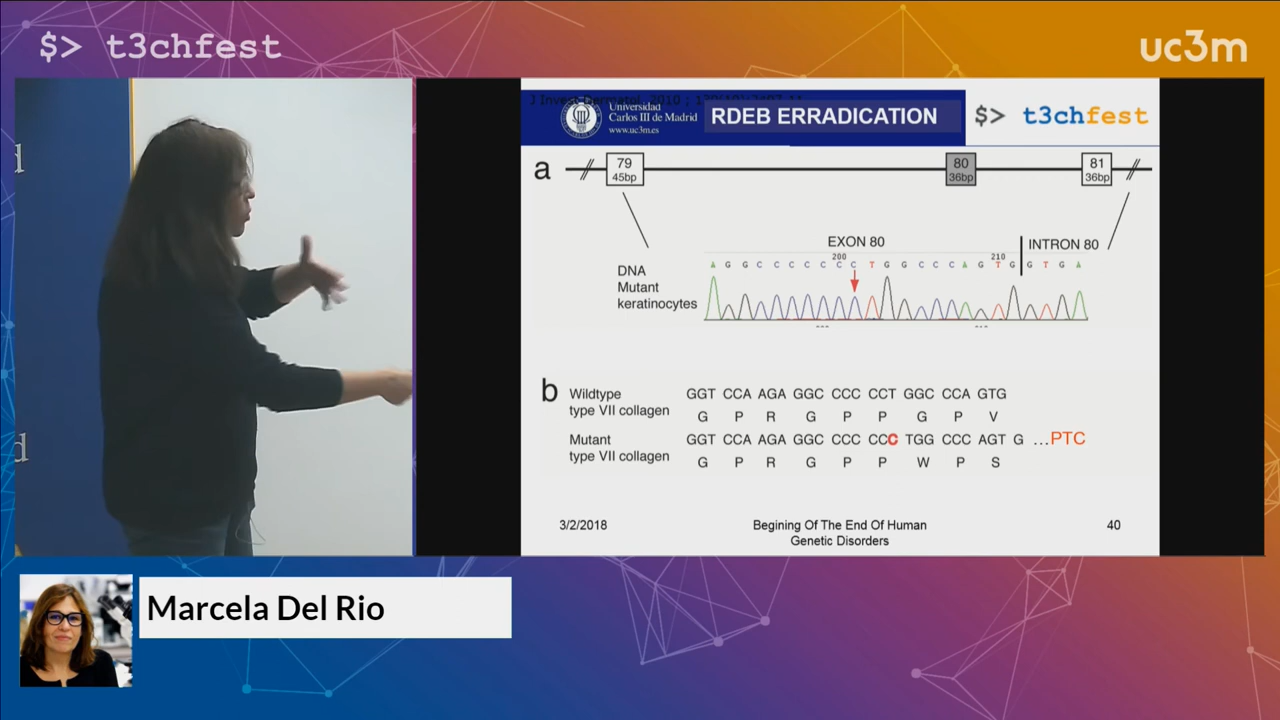 $> t3chfest
uc3m
d
d
J Invest Dermatol. 2010 ;
Universidad
Carlos III de Madrid
www.uc3m.es
RDEB ERRADICATION
$> t3chfest
a
79
45bp
80
36bp
81
36bp
EXON 80
INTRON 80
200
210
A G G C C C C C C C T G G C C C A G T G G T G A
DNA
Mutant
keratinocytes
b
Wildtype
type VII collagen
GGT CCA AGA GGC CCC CCT GGC CCA GTG
G P R G P P G P V
Mutant
type VII collagen
GGT CCA AGA GGC CCC CCC TGG CCC AGT G ...PTC
G P R G P P W P S
3/2/2018
Begining Of The End Of Human
Genetic Disorders
40
Marcela Del Rio